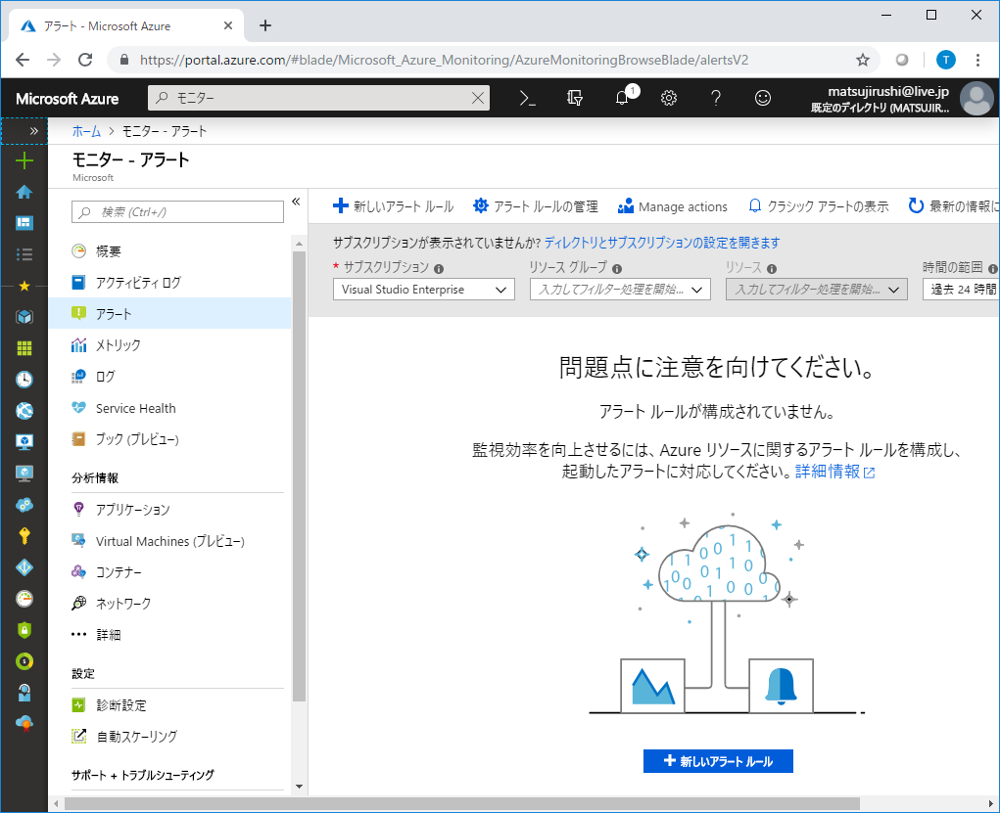 アラート - Microsoft Azure
https://portal.azure.com/#blade/Microsoft_Azure_Monitoring/AzureMonitoringBrowseBlade/alertsV2
T
Microsoft Azure
モニター
1
matsujirushi@live.jp
既定のディレクトリ (MATSUJIR...
ホーム > モニター - アラート
モニター - アラート
Microsoft
検索 (Ctrl+/)
概要
アクティビティ ログ
アラート
メトリック
ログ
Service Health
ブック (プレビュー)
分析情報
アプリケーション
Virtual Machines (プレビュー)
コンテナー
ネットワーク
詳細
設定
診断設定
自動スケーリング
サポート + トラブルシューティング
新しいアラート ルール
アラート ルールの管理
Manage actions
クラシック アラートの表示
最新の情報に
サブスクリプションが表示されていませんか? ディレクトリとサブスクリプションの設定を開きます
* サブスクリプション
Visual Studio Enterprise
リソース グループ
入力してフィルター処理を開始...
リソース
入力してフィルター処理を開始...
時間の範囲
過去 24 時間
問題点に注意を向けてください。
アラート ルールが構成されていません。
監視効率を向上させるには、Azure リソースに関するアラート ルールを構成し、
起動したアラートに対応してください。詳細情報
新しいアラート ルール